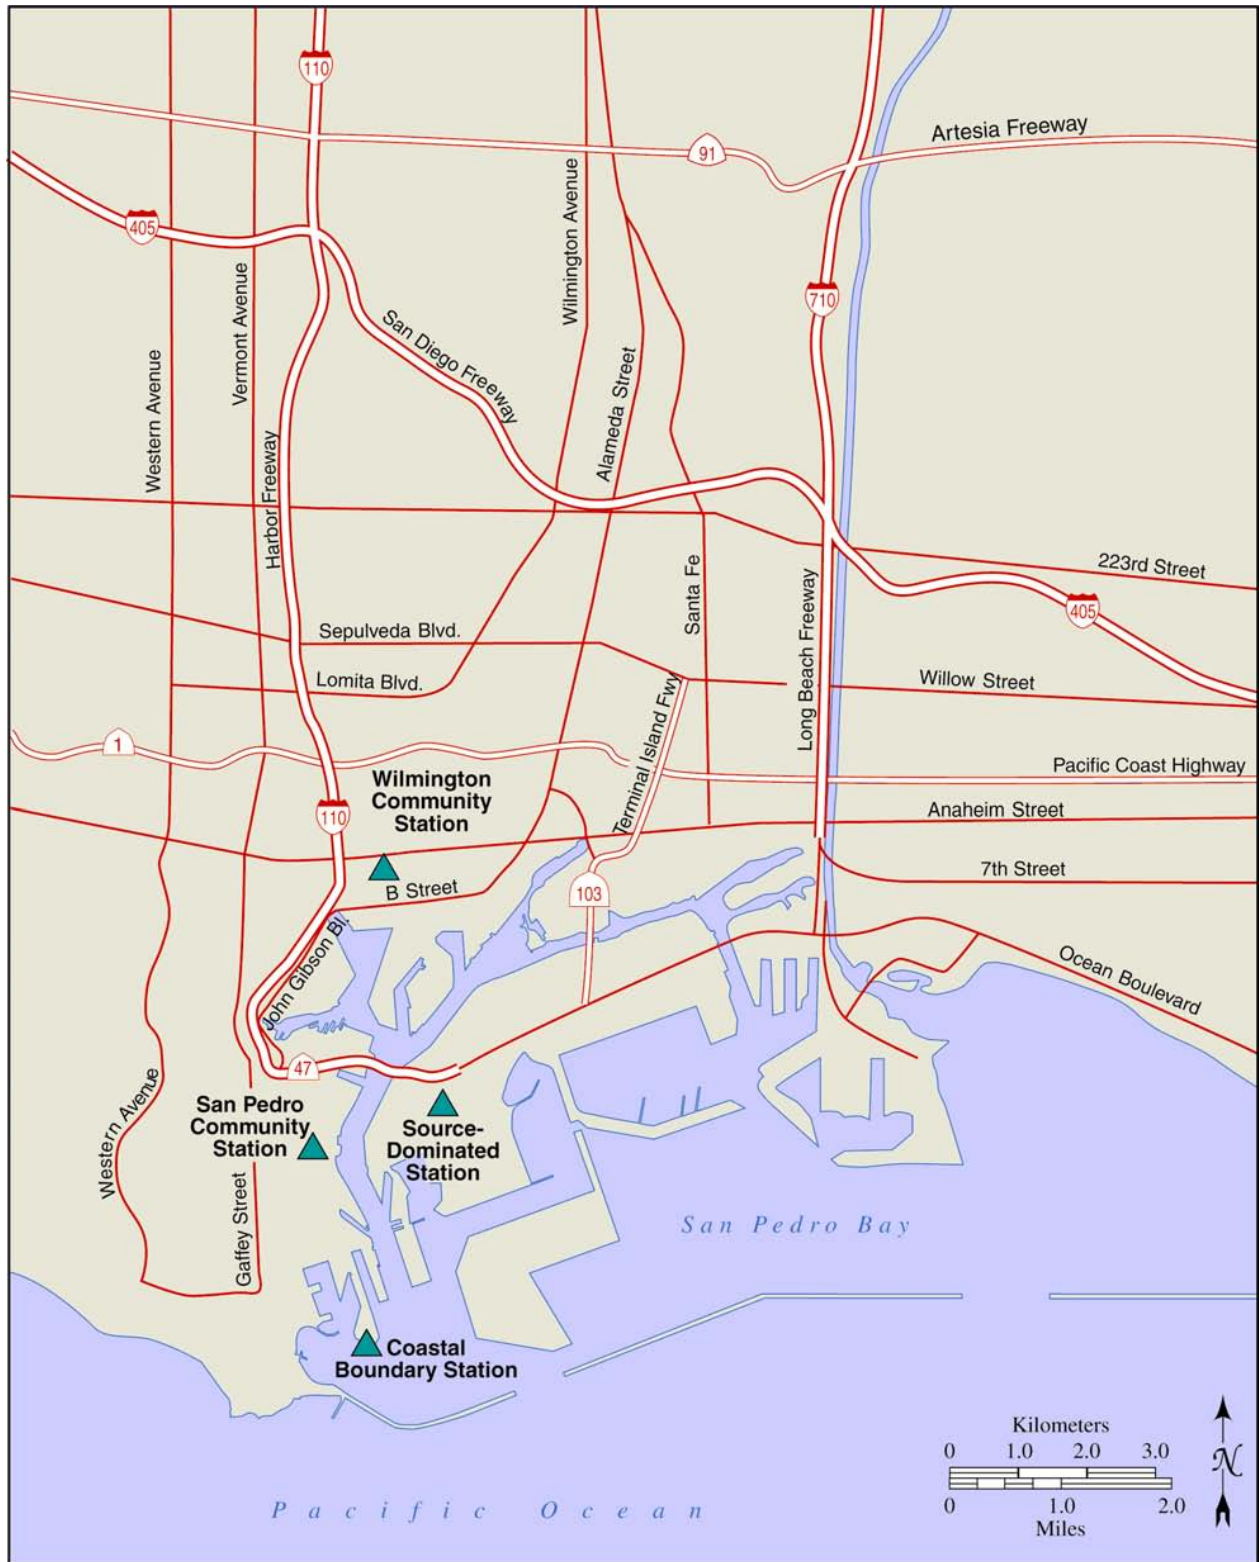 110
Artesia Freeway
91
405
Wilmington Avenue
Vermont Avenue
710
San Diego Freeway
Western Avenue
Alameda Street
Harbor Freeway
223rd Street
Santa Fe
Long Beach Freeway
405
Sepulveda Blvd.
Lomita Blvd.
Willow Street
Terminal Island Fwy
1
Pacific Coast Highway
Wilmington
Community
Station
110
Anaheim Street
7th Street
B Street
103
John Gibson Bl.
Ocean Boulevard
47
Western Avenue
San Pedro
Community
Station
Source-
Dominated
Station
Gaffey Street
San Pedro Bay
Coastal
Boundary Station
Kilometers
0 1.0 2.0 3.0
N
0 1.0 2.0
Miles
Pacific Ocean